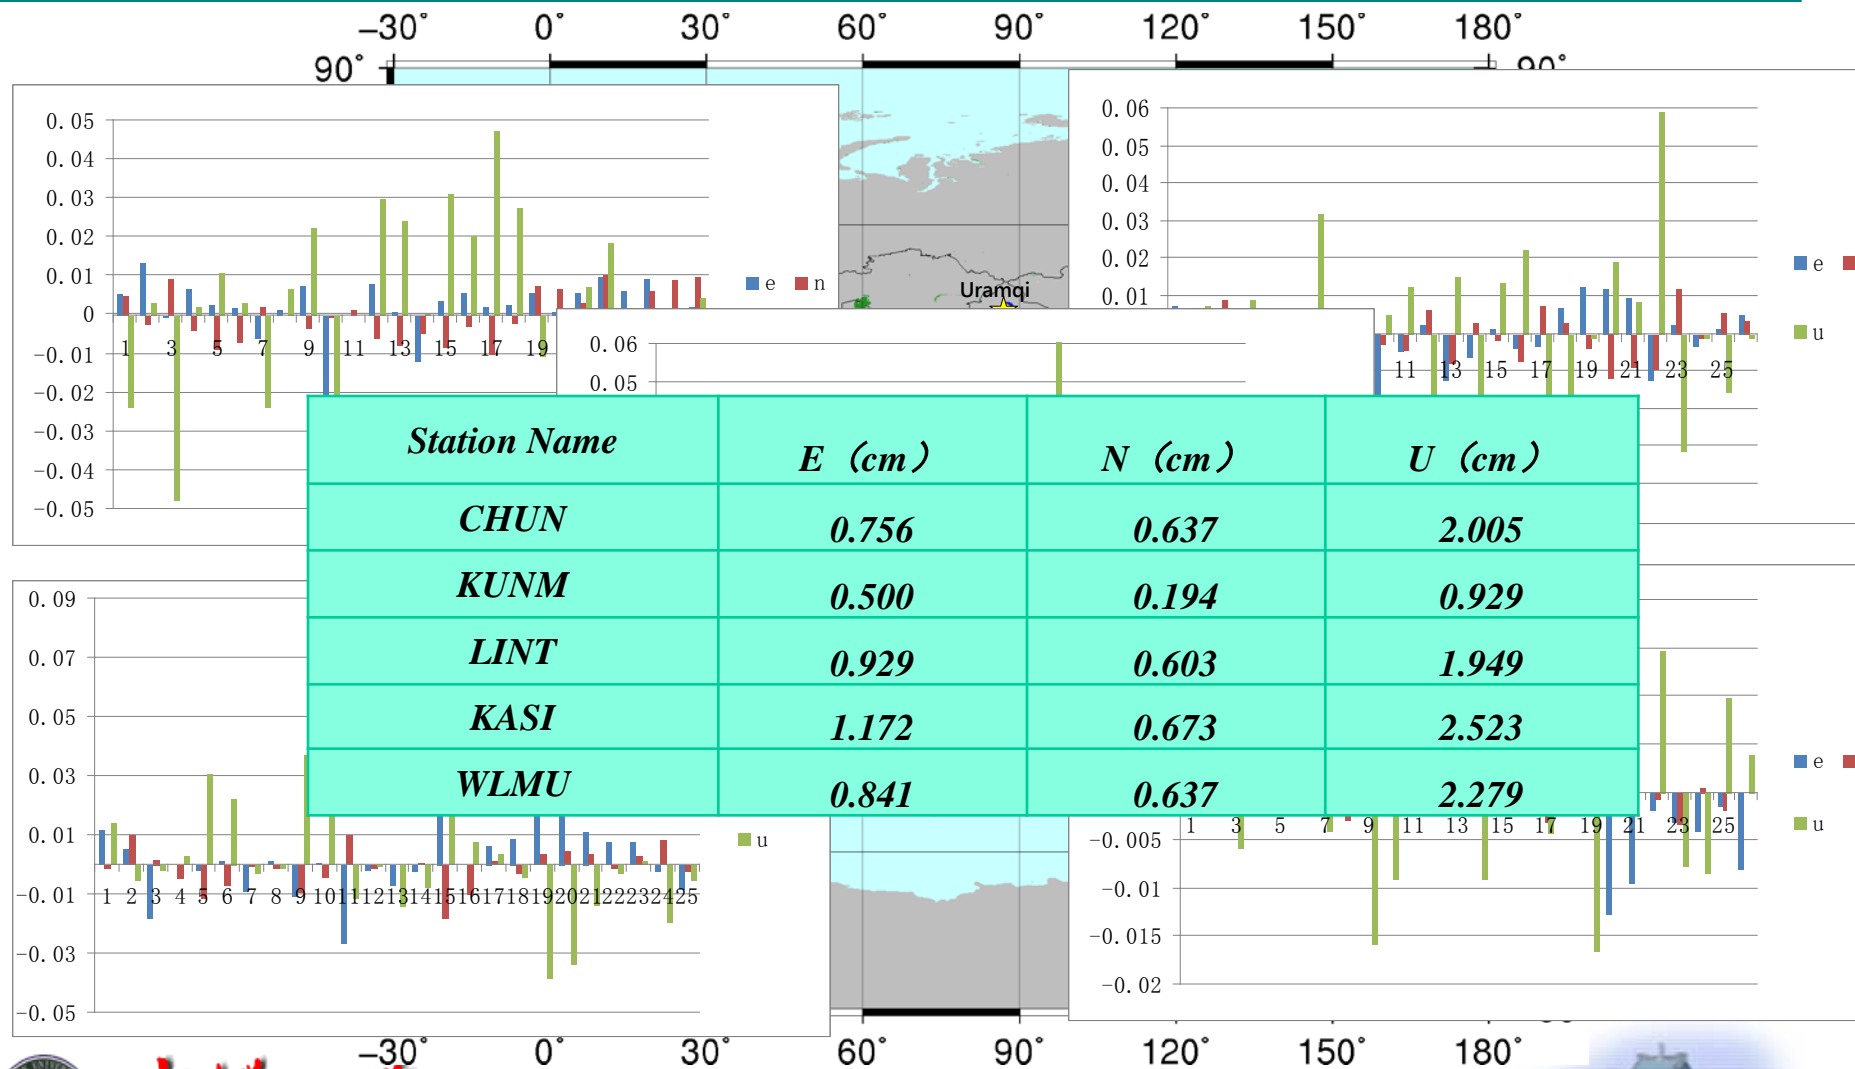 −30° 0° 30° 60° 90° 120° 150° 180°
90°
0.05
0.04
0.03
0.02
0.01
0
−0.01
−0.02
−0.03
−0.04
−0.05
1 3 5 7 9 11 13 15 17 19
e n
Uramqi
0.06
0.05
0.04
0.03
0.02
0.01
11 13 15 17 19 21 23 25
e
u
0.06
0.05
Station Name E (cm) N (cm) U (cm)
CHUN 0.756 0.637 2.005
KUNM 0.500 0.194 0.929
LINT 0.929 0.603 1.949
KASI 1.172 0.673 2.523
WLMU 0.841 0.637 2.279
0.09
0.07
0.05
0.03
0.01
−0.01
−0.03
−0.05
1 2 3 4 5 6 7 8 9 10 11 12 13 14 15 16 17 18 19 20 21 22 23 24 25
u
1 3 5 7 9 11 13 15 17 19 21 23 25
−0.005
−0.01
−0.015
−0.02
e
u
−30° 0° 30° 60° 90° 120° 150° 180°